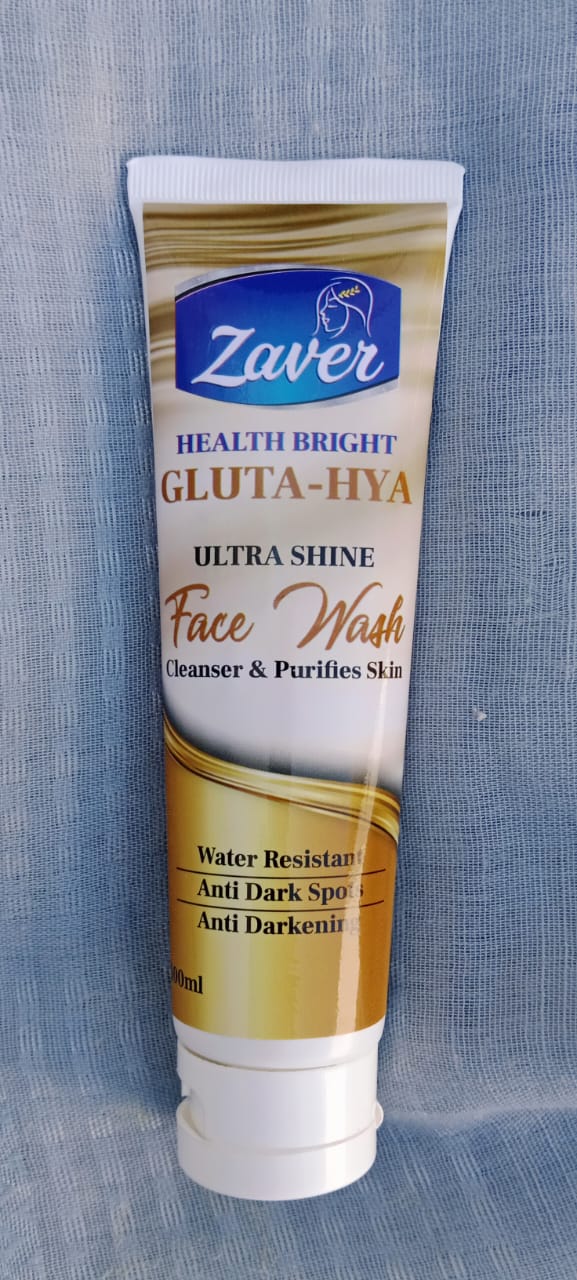 Zaver
HEALTH BRIGHT
GLUTA-HYA
ULTRA SHINE
Face Wash
Cleanser & Purifies Skin
Water Resistant
Anti Dark Spots
Anti Darkening